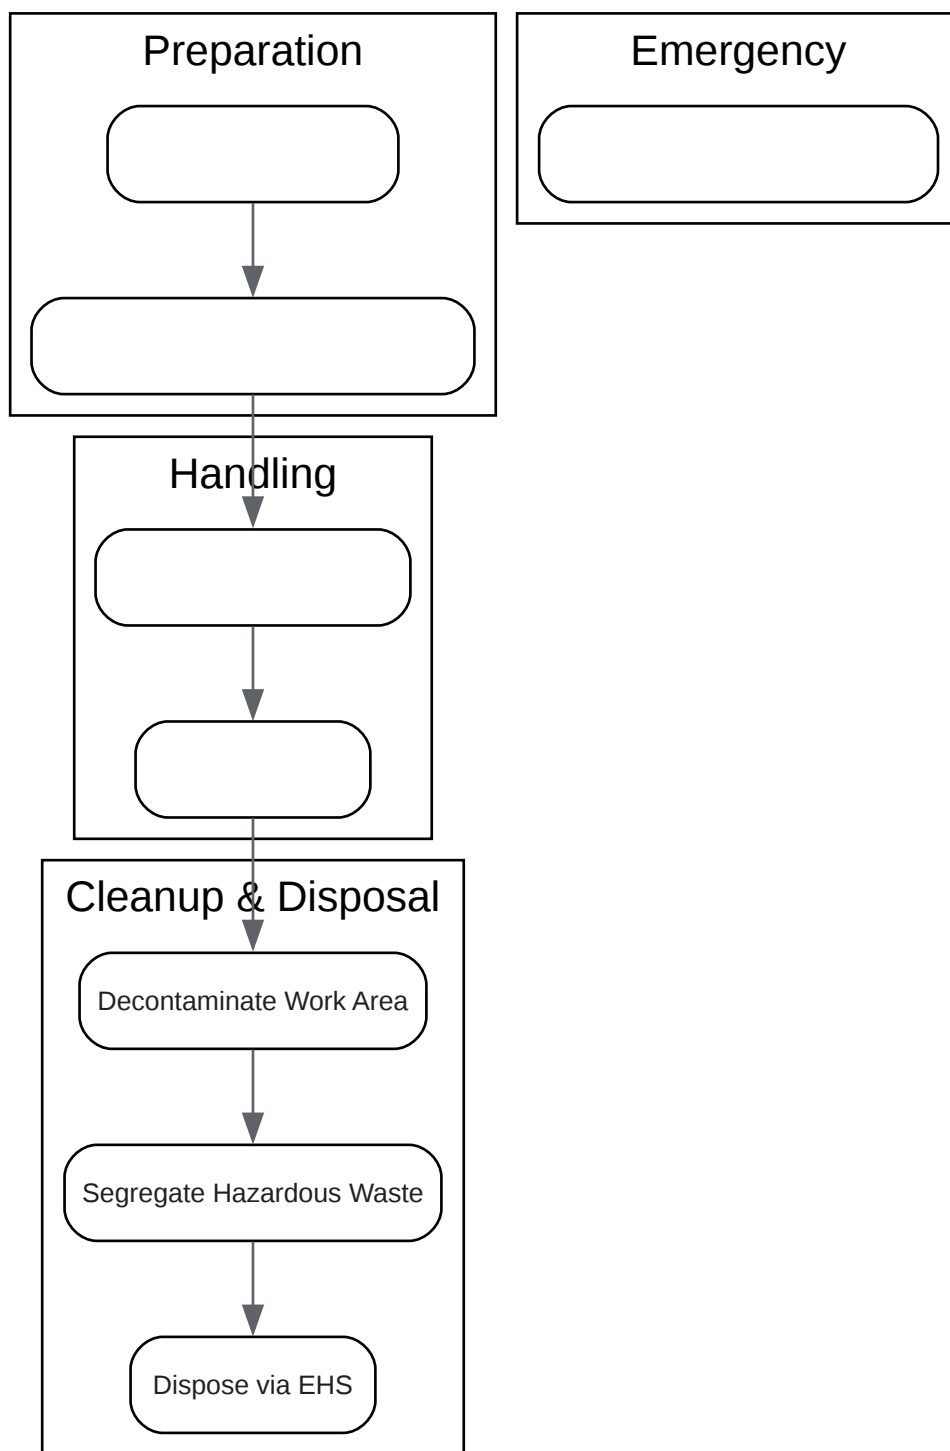 Preparation
Emergency
Handling
Cleanup & Disposal
Decontaminate Work Area
Segregate Hazardous Waste
Dispose via EHS